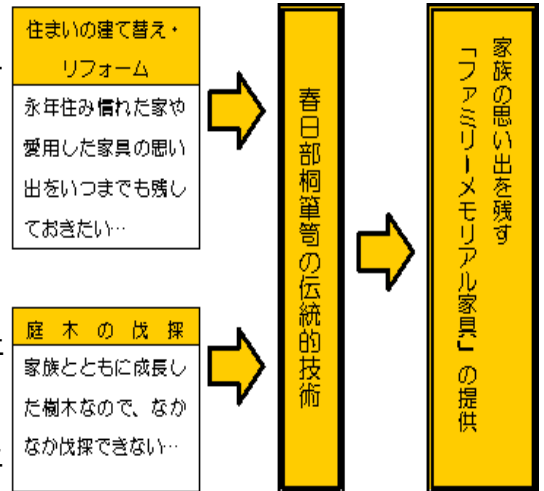 住まいの建て替え・
リフォーム
永年住み慣れた家や
愛用した家具の思い
出をいつまでも残し
ておきたい…
庭木の伐採
家族とともに成長し
た樹木なので、なか
なか伐採できない…
春日部桐箪笥の伝統的技術
家族の思い出を残す
「ファミリーメモリアル家具」の提供